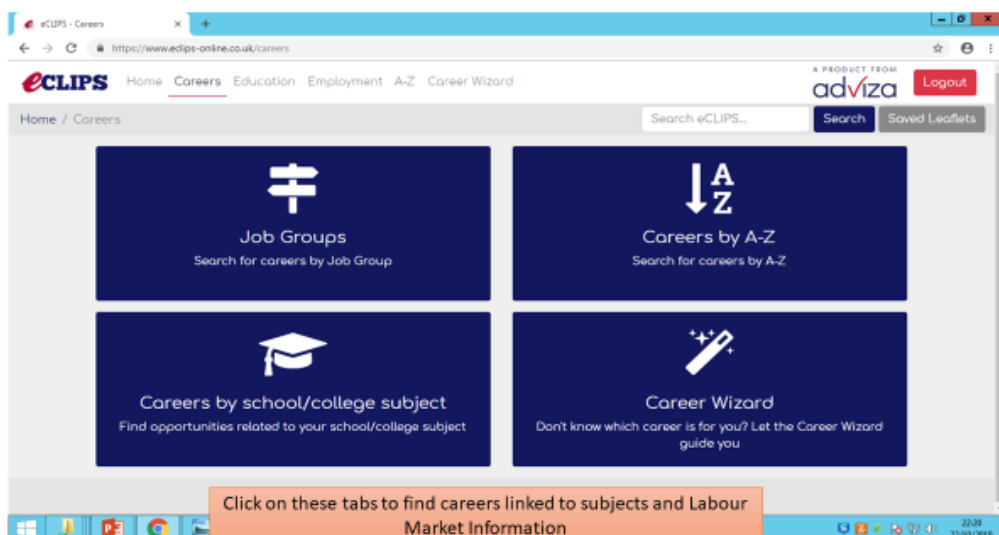 eCLIPS - Careers
https://www.eclips-online.co.uk/careers
eCLIPS Home Careers Education Employment A-Z Career Wizard
A PRODUCT FROM
adviza
Logout
Home / Careers
Search eCLIPS...
Search
Saved Leaflets
Job Groups
Search for careers by Job Group
A
Z
Careers by A-Z
Search for careers by A-Z
Careers by school/college subject
Find opportunities related to your school/college subject
Career Wizard
Don't know which career is for you? Let the Career Wizard
guide you
Click on these tabs to find careers linked to subjects and Labour
Market Information